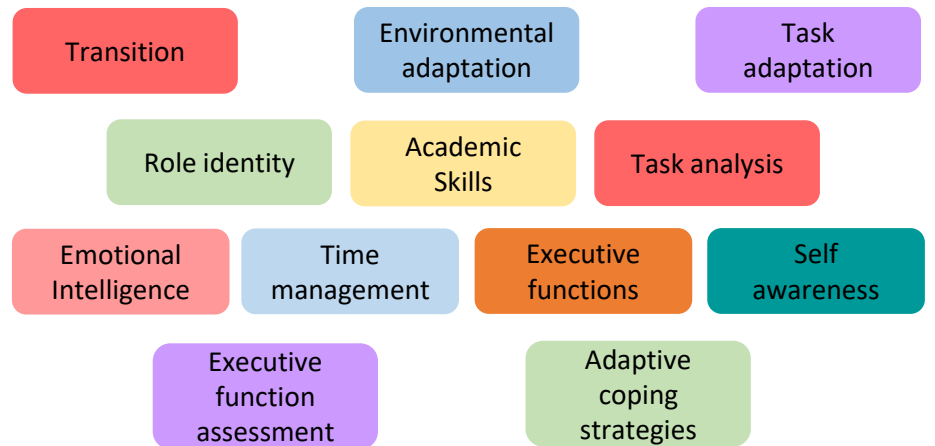 Transition
Environmental
adaptation
Task
adaptation
Role identity
Academic
Skills
Task analysis
Emotional
Intelligence
Time
management
Executive
functions
Self
awareness
Executive
function
assessment
Adaptive
coping
strategies